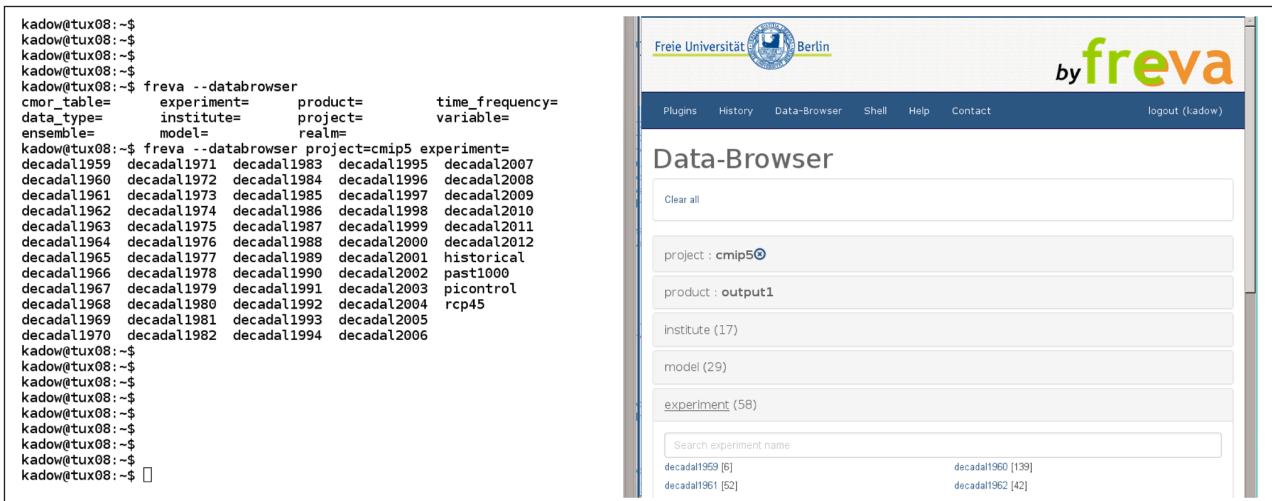 kadow@tux08:~$
kadow@tux08:~$
kadow@tux08:~$
kadow@tux08:~$
kadow@tux08:~$ freva --databrowser
cmor_table= experiment= product= time_frequency=
data_type= institute= project= variable=
ensemble= model= realm=
kadow@tux08:~$ freva --databrowser project=cmip5 experiment=
decadal1959 decadal1971 decadal1983 decadal1995 decadal2007
decadal1960 decadal1972 decadal1984 decadal1996 decadal2008
decadal1961 decadal1973 decadal1985 decadal1997 decadal2009
decadal1962 decadal1974 decadal1986 decadal1998 decadal2010
decadal1963 decadal1975 decadal1987 decadal1999 decadal2011
decadal1964 decadal1976 decadal1988 decadal2000 decadal2012
decadal1965 decadal1977 decadal1989 decadal2001 historical
decadal1966 decadal1978 decadal1990 decadal2002 past1000
decadal1967 decadal1979 decadal1991 decadal2003 picontrol
decadal1968 decadal1980 decadal1992 decadal2004 rcp45
decadal1969 decadal1981 decadal1993 decadal2005
decadal1970 decadal1982 decadal1994 decadal2006
kadow@tux08:~$
kadow@tux08:~$
kadow@tux08:~$
kadow@tux08:~$
kadow@tux08:~$
kadow@tux08:~$
kadow@tux08:~$
kadow@tux08:~$
kadow@tux08:~$
Freie Universität Berlin
by freva
Plugins History Data-Browser Shell Help Contact logout (kadow)
Data-Browser
Clear all
project : cmip5
product : output1
institute (17)
model (29)
experiment (58)
Search experiment name
decadal1959 [6] decadal1960 [139]
decadal1961 [52] decadal1962 [42]